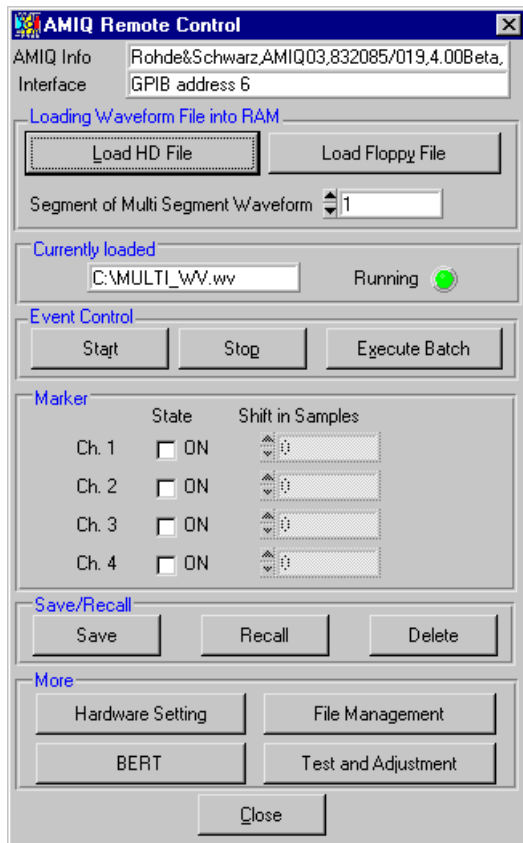 AMIQ Remote Control
AMIQ Info Rohde&Schwarz,AMIQ03,832085/019,4.00Beta,
Interface GPIB address 6
Loading Waveform File into RAM
Load HD File Load Floppy File
Segment of Multi Segment Waveform 1
Currently loaded
C:\MULTI_WV.wv Running
Event Control
Start Stop Execute Batch
Marker
State Shift in Samples
Ch. 1 ON 0
Ch. 2 ON 0
Ch. 3 ON 0
Ch. 4 ON 0
Save/Recall
Save Recall Delete
More
Hardware Setting File Management
BERT Test and Adjustment
Close